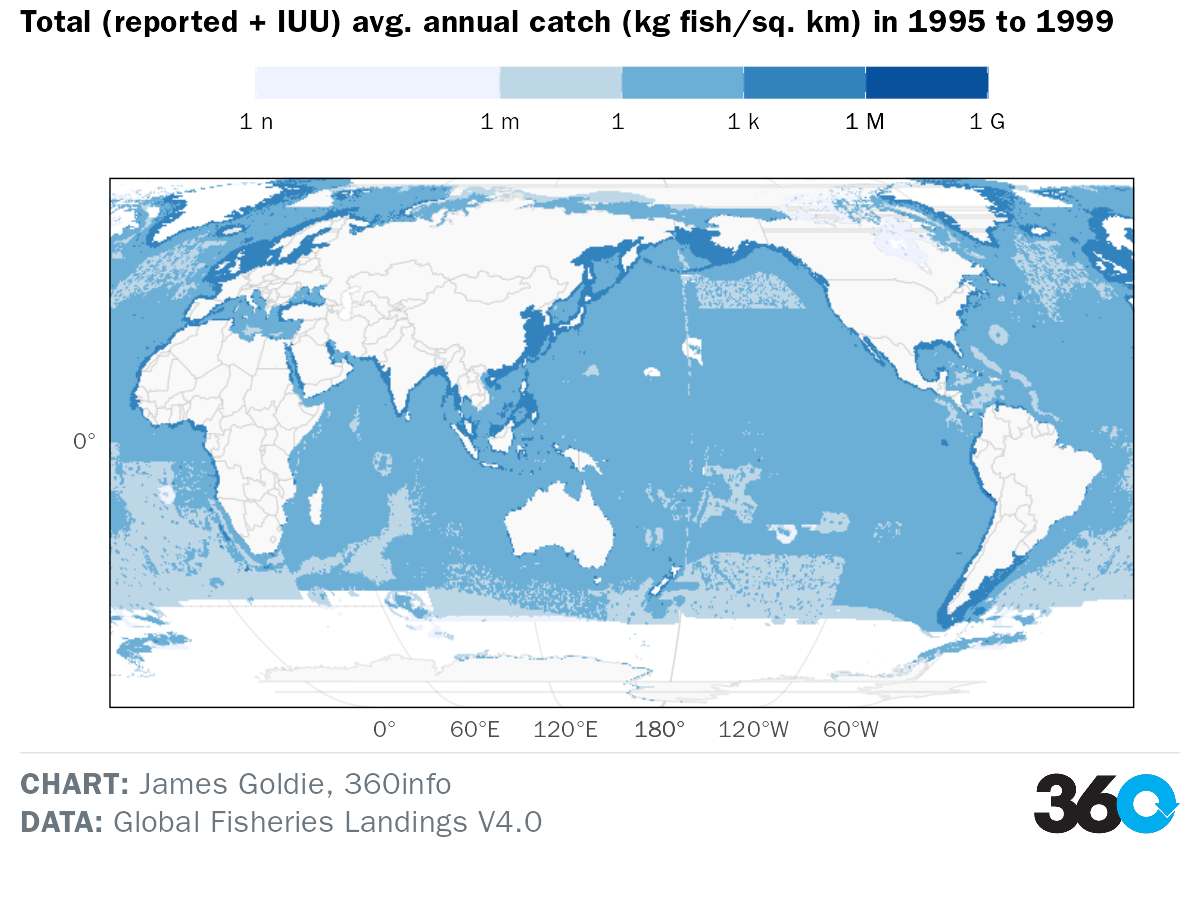 Total (reported + IUU) avg. annual catch (kg fish/sq. km) in 1995 to 1999
1 n 1 m 1 1 k 1 M 1 G
0°
0° 60°E 120°E 180° 120°W 60°W
CHART: James Goldie, 360info
DATA: Global Fisheries Landings V4.0
360